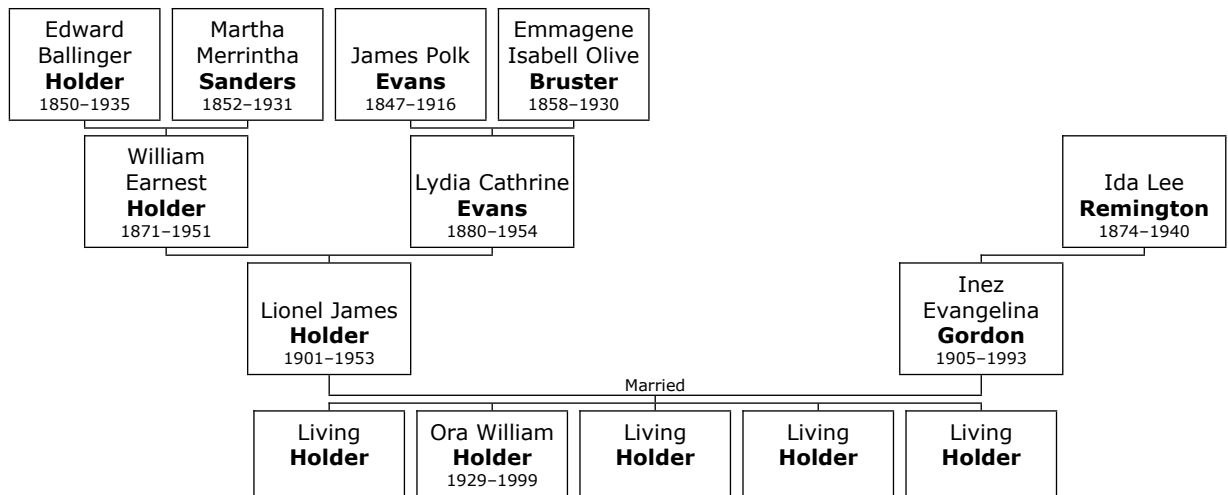 Edward
Ballinger
Holder
1850–1935
Martha
Merrintha
Sanders
1852–1931
James Polk
Evans
1847–1916
Emmagene
Isabell Olive
Bruster
1858–1930
William
Earnest
Holder
1871–1951
Lydia Cathrine
Evans
1880–1954
Ida Lee
Remington
1874–1940
Lionel James
Holder
1901–1953
Inez
Evangelina
Gordon
1905–1993
Married
Living
Holder
Ora William
Holder
1929–1999
Living
Holder
Living
Holder
Living
Holder